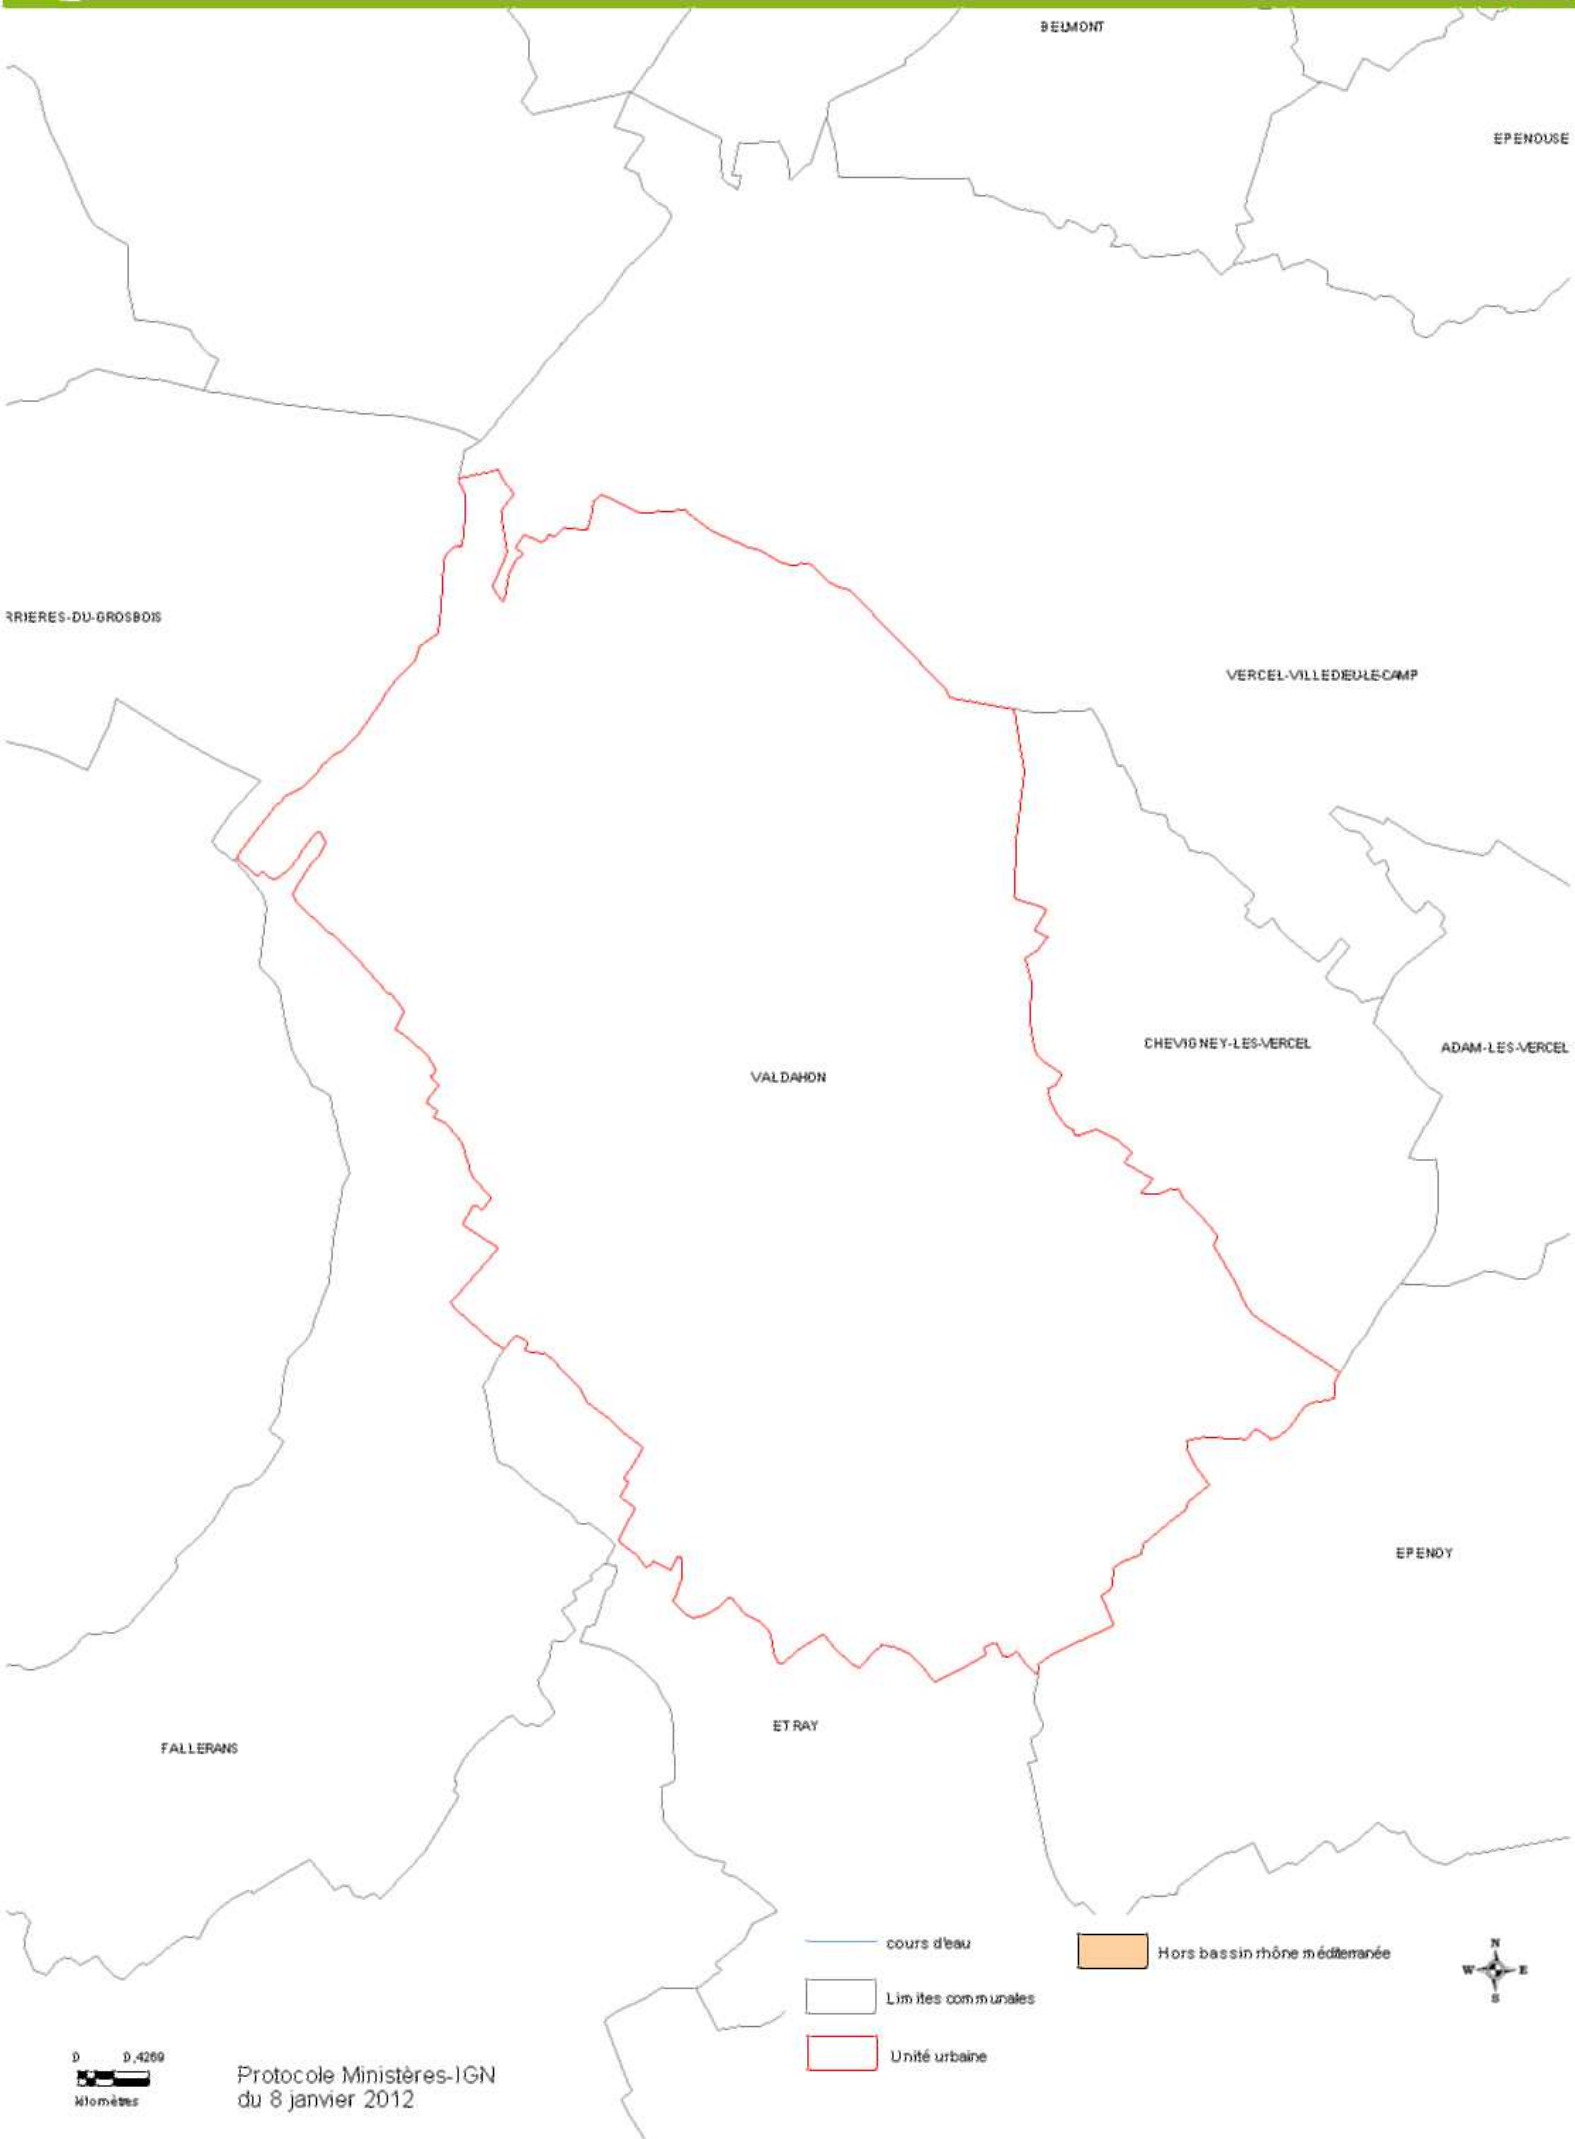 BELMONT
EPENOUSE
RRIERES-DU-GROSBOIS
VERCEL-VILLEDIEU-LE-CAMP
CHEVIGNEY-LES-VERCEL
ADAM-LES-VERCEL
VALDAHON
EPENOY
ETRAY
FALLERANS
cours d'eau
Hors bassin rhône méditerranée
N
W E
S
Limites communales
Unité urbaine
0 0,4269
kilomètres
Protocole Ministères-IGN
du 8 janvier 2012